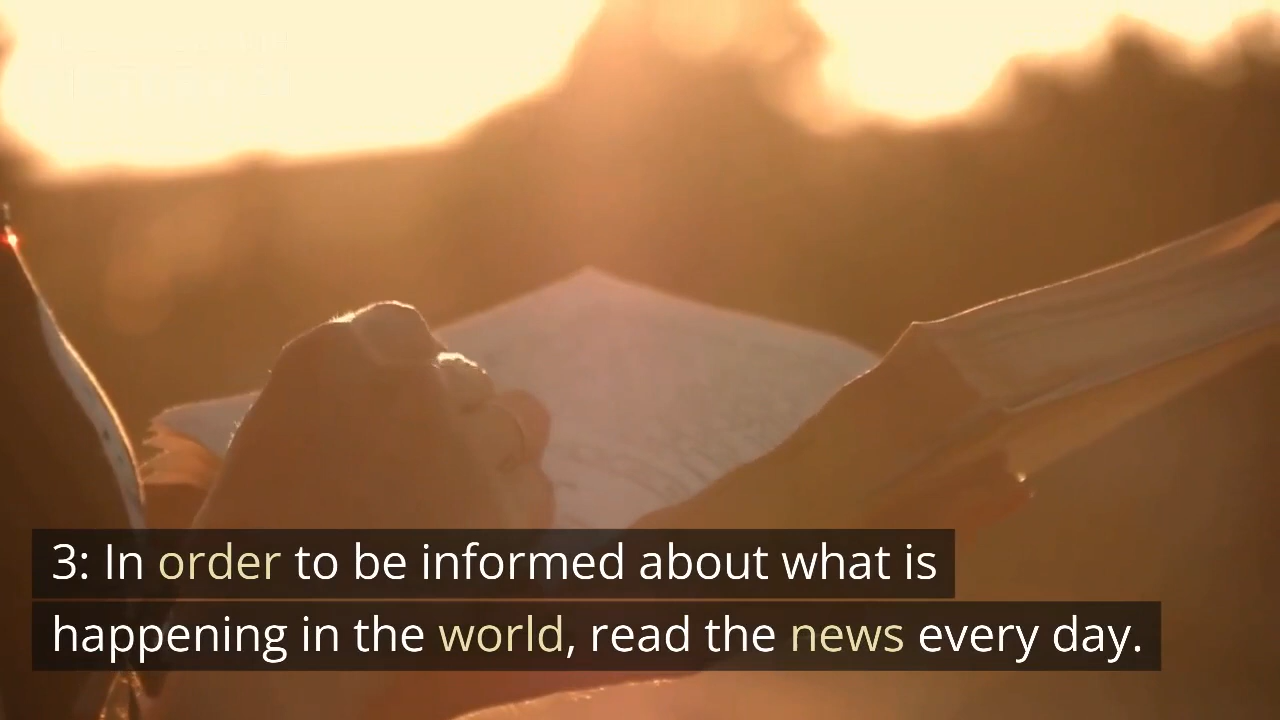 3: In order to be informed about what is
happening in the world, read the news every day.